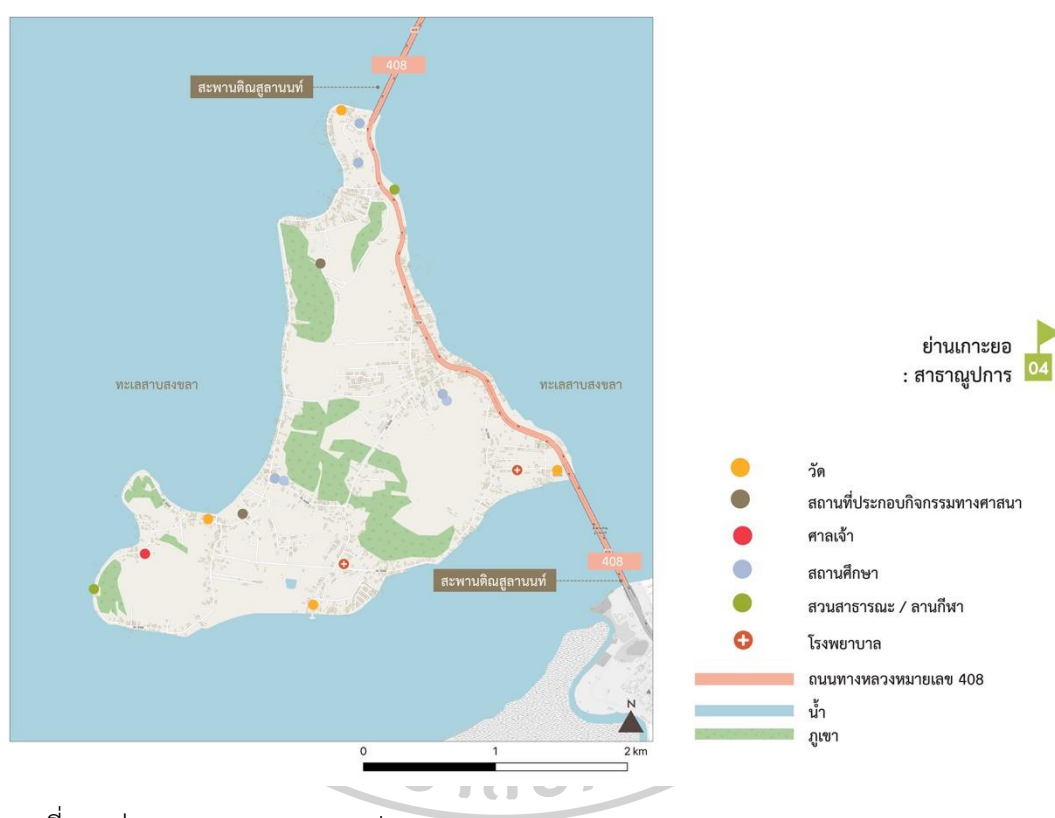 408
สะพานติณสูลานนท์
ทะเลสาบสงขลา
ทะเลสาบสงขลา
สะพานติณสูลานนท์
408
N
0 1 2 km
ย่านเกาะยอ
: สาธาณูปการ
04
วัด
สถานที่ประกอบกิจกรรมทางศาสนา
ศาลเจ้า
สถานศึกษา
สวนสาธารณะ / ลานกีฬา
โรงพยาบาล
ถนนทางหลวงหมายเลข 408
น้ำ
ภูเขา